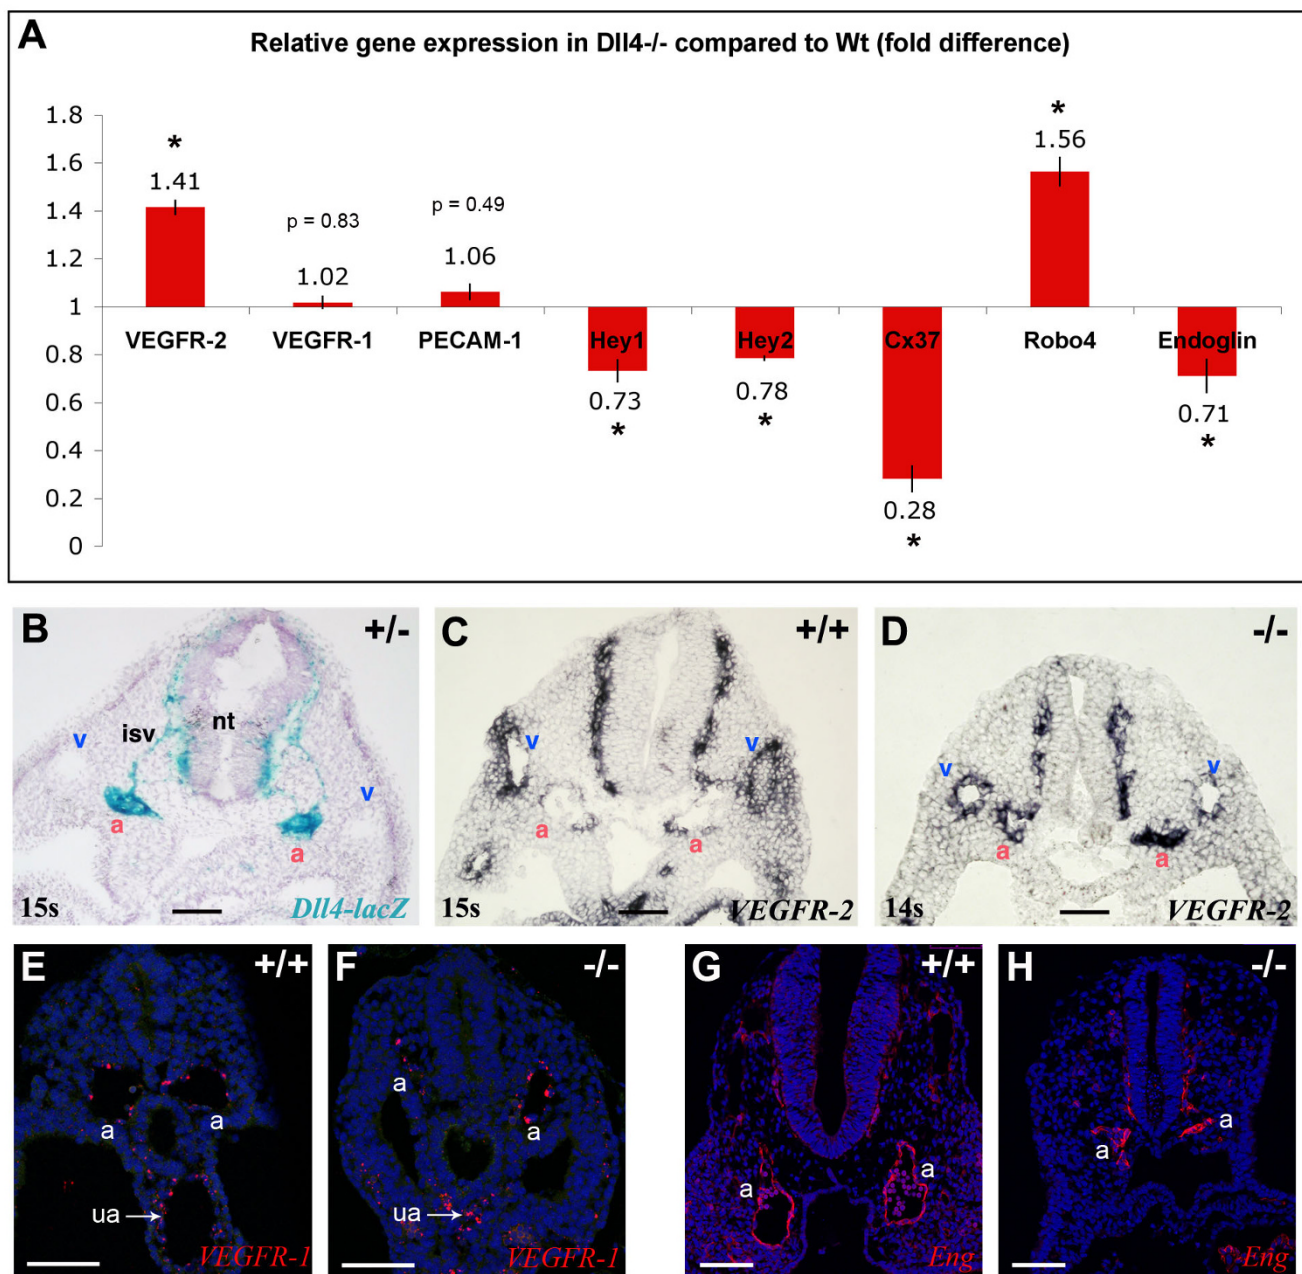 A
Relative gene expression in Dll4-/- compared to Wt (fold difference)
1.8
1.6
1.4
1.2
1
0.8
0.6
0.4
0.2
0
*
1.41
VEGFR-2
p = 0.83
1.02
VEGFR-1
p = 0.49
1.06
PECAM-1
Hey1
0.73
*
Hey2
0.78
*
Cx37
0.28
*
*
1.56
Robo4
Endoglin
0.71
*
B +/-
isv nt
v v
a a
15s Dll4-lacZ
C +/+
v v
a a
15s VEGFR-2
D -/-
v v
a a
14s VEGFR-2
E +/+
a a
ua
VEGFR-1
F -/-
a
a
ua
VEGFR-1
G +/+
a a
Eng
H -/-
a a
Eng